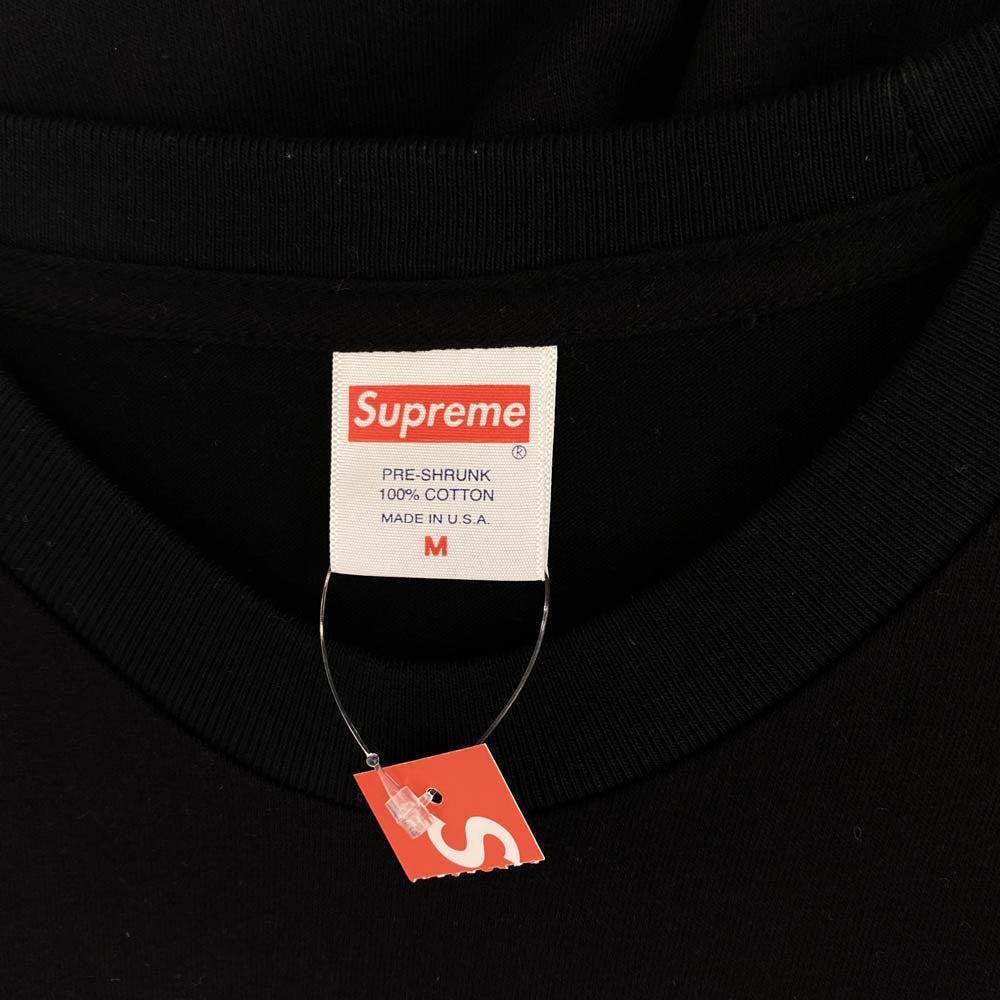 Supreme
®
PRE-SHRUNK
100% COTTON
MADE IN U.S.A.
M
S